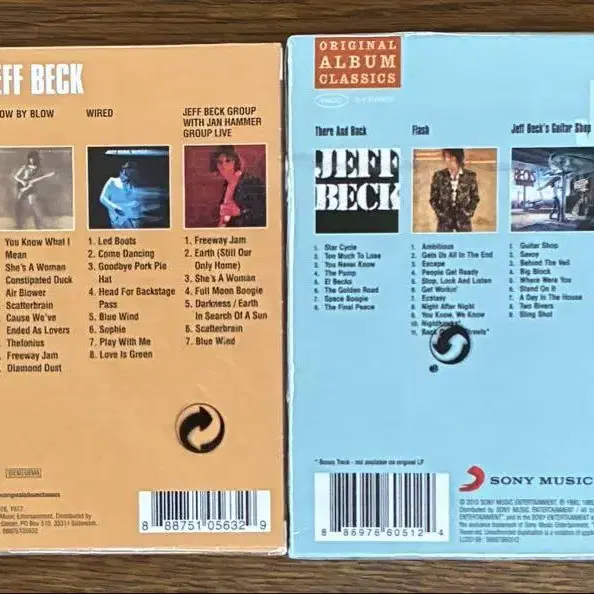 JEFF BECK
BLOW BY BLOW
WIRED
JEFF BECK GROUP
WITH JAN HAMMER
GROUP LIVE
You Know What I
Mean
She's A Woman
Constipated Duck
Air Blower
Scatterbrain
Cause We've
Ended As Lovers
Thelonius
Freeway Jam
Diamond Dust
1. Led Boots
2. Come Dancing
3. Goodbye Pork Pie
Hat
4. Head For Backstage
Pass
5. Blue Wind
6. Sophie
7. Play With Me
8. Love Is Green
1. Freeway Jam
2. Earth (Still Our
Only Home)
3. She's A Woman
4. Full Moon Boogie
5. Darkness / Earth
In Search Of A Sun
6. Scatterbrain
7. Blue Wind
8 88751 05632 9
ORIGINAL
ALBUM
CLASSICS
There And Back
JEFF
BECK
1. Star Cycle
2. Too Much To Lose
3. You Never Know
4. The Pump
5. El Becko
6. The Golden Road
7. Space Boogie
8. The Final Peace
Flash
1. Ambitious
2. Gets Us All In The End
3. Escape
4. People Get Ready
5. Stop, Look And Listen
6. Get Workin'
7. Ecstasy
8. Night After Night
9. You Know, We Know
10. Nighthawks*
11. Back On The Streets*
Jeff Beck's Guitar Shop
1. Guitar Shop
2. Savoy
3. Behind The Veil
4. Big Block
5. Where Were You
6. Stand On It
7. A Day In The House
8. Two Rivers
9. Sling Shot
* Bonus Track - not available on original LP
SONY MUSIC
8 86976 60512 4